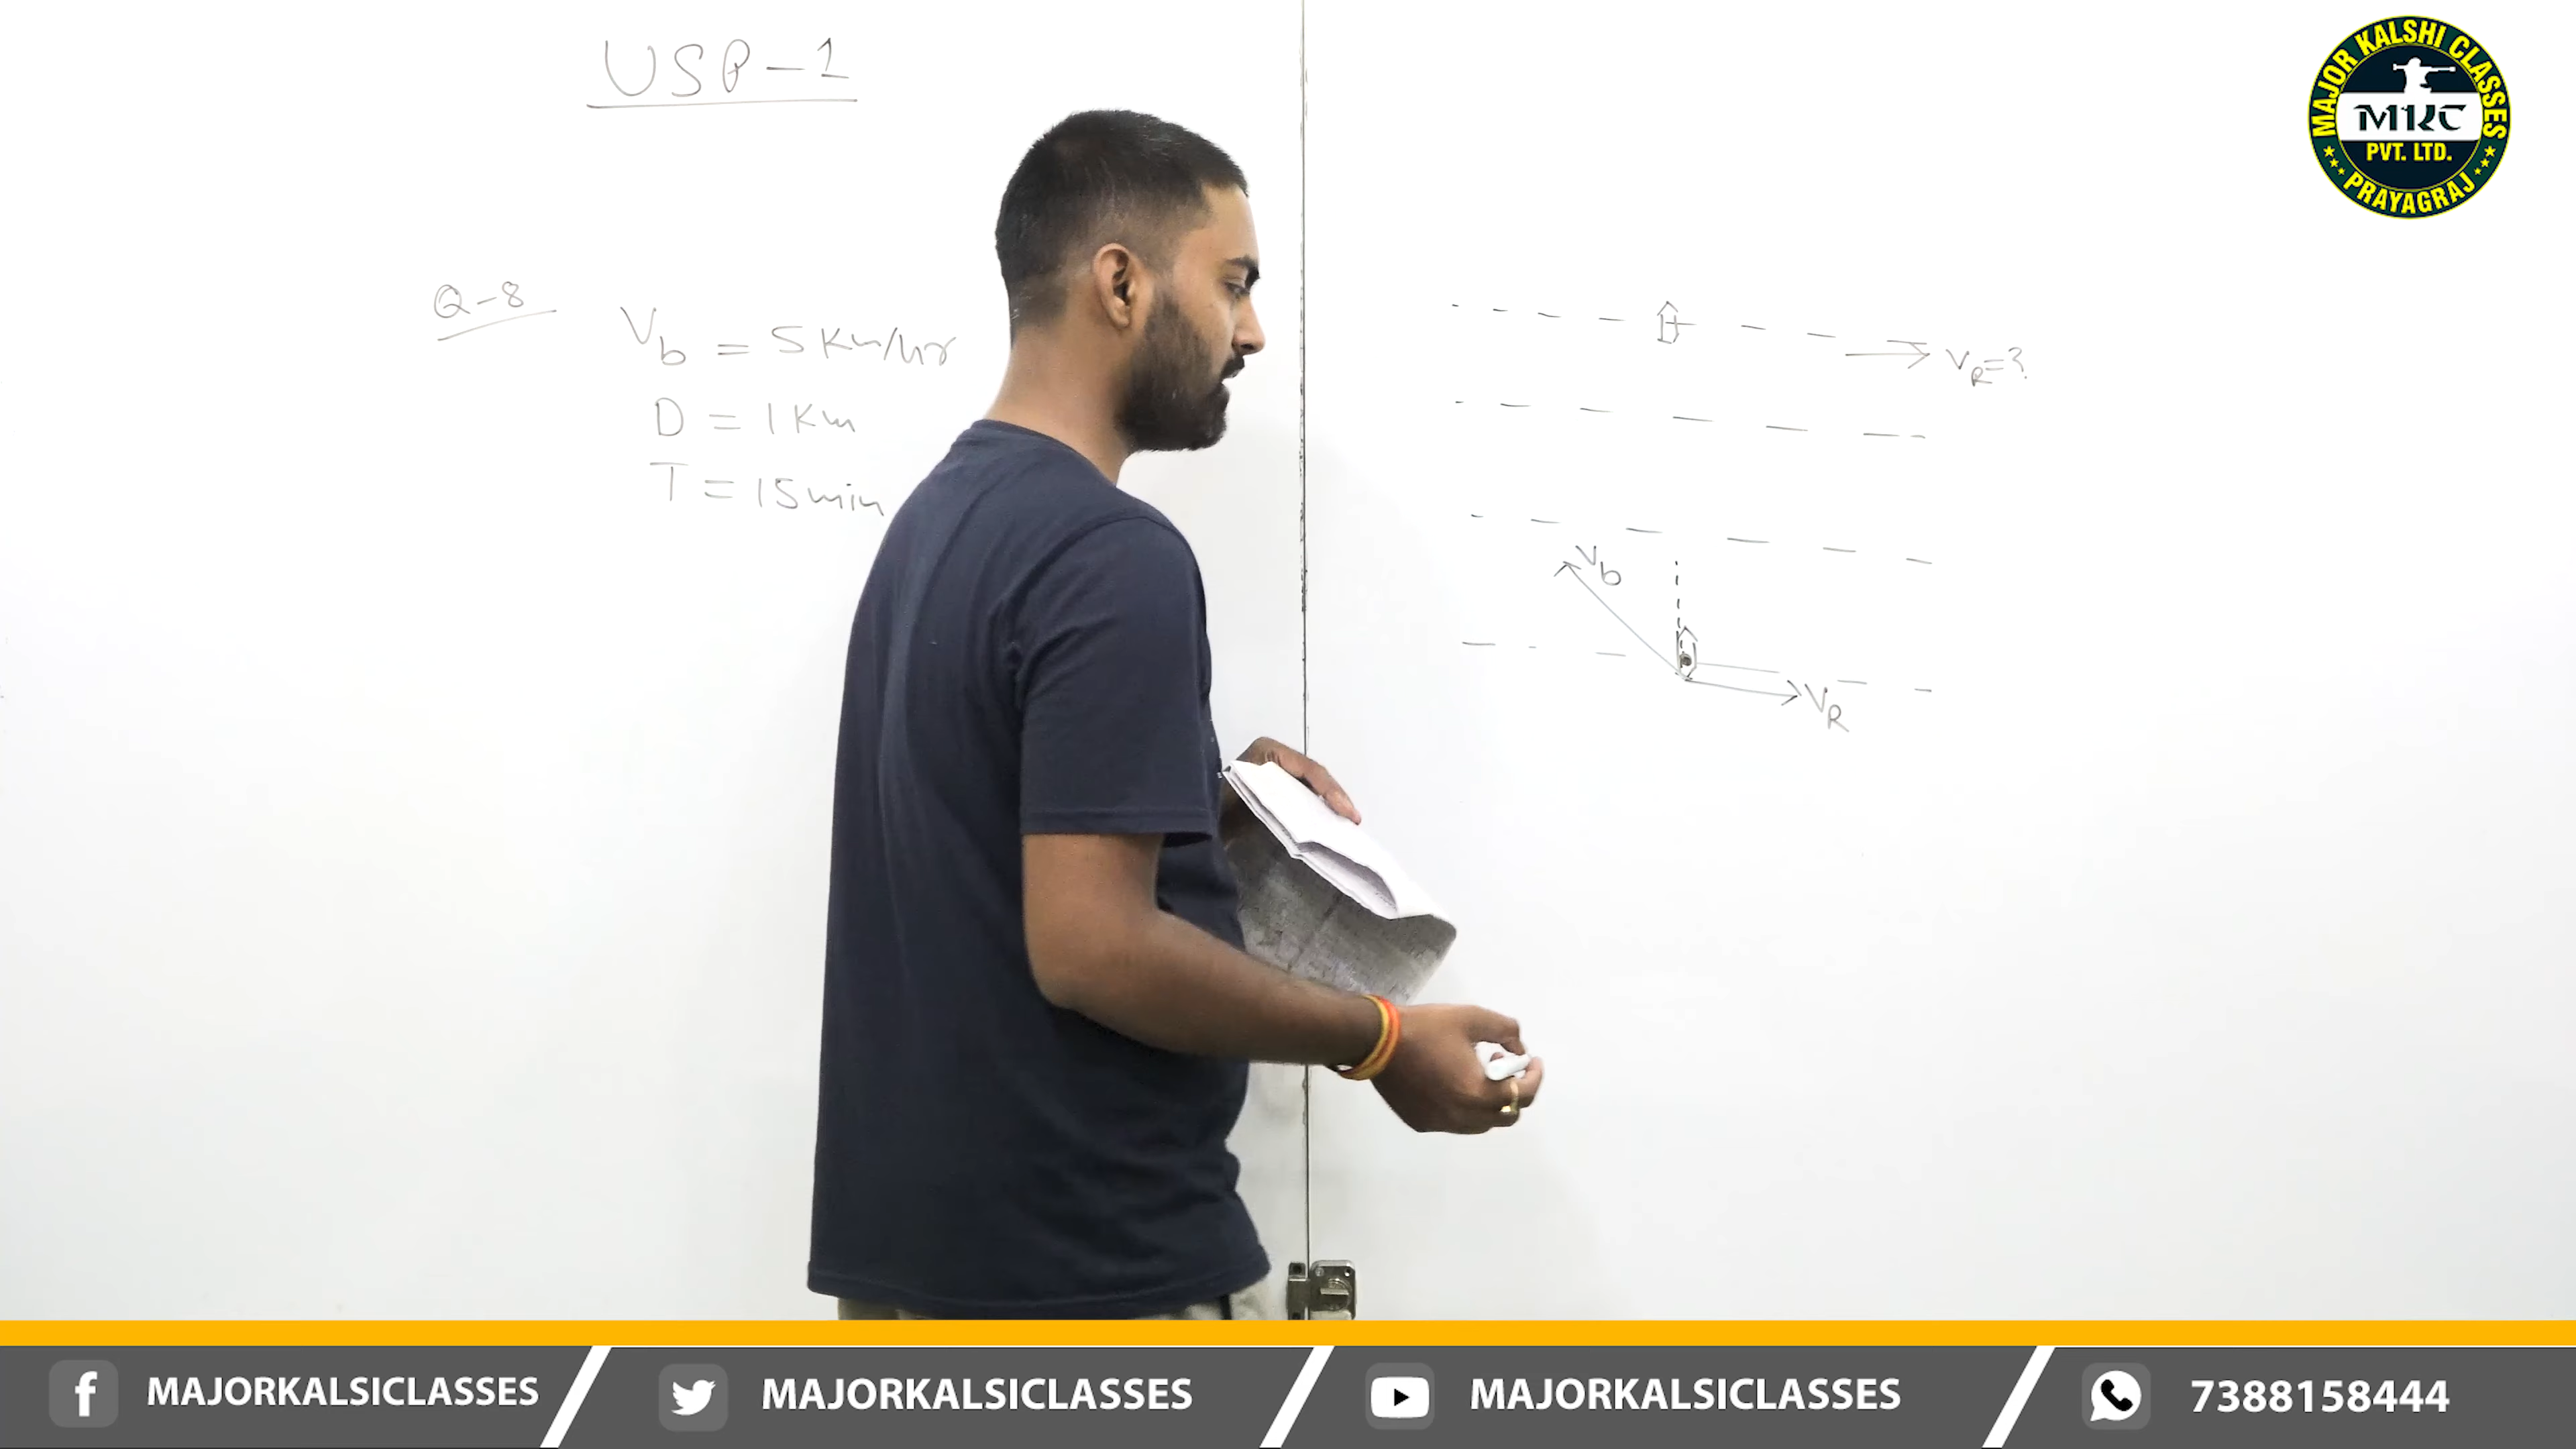 USP-1
Q-8
Vb = 5 Km/hr
D = 1 Km
T = 15 min
VR=?
Vb
VR
MAJOR KALSHI CLASSES
MKC
PVT. LTD.
PRAYAGRAJ
MAJORKALSICLASSES
MAJORKALSICLASSES
MAJORKALSICLASSES
7388158444